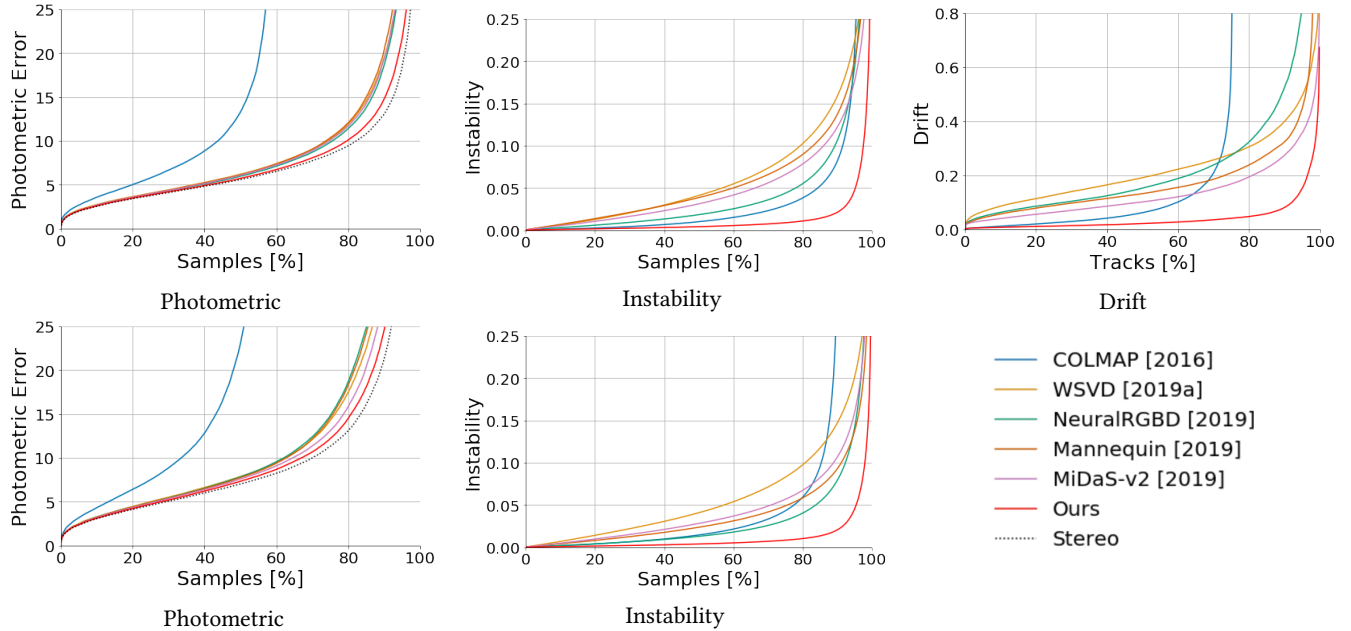 Photometric Error
25
20
15
10
5
0
0 20 40 60 80 100
Samples [%]
Photometric
Instability
0.25
0.20
0.15
0.10
0.05
0.00
0 20 40 60 80 100
Samples [%]
Instability
Drift
0.8
0.6
0.4
0.2
0.0
0 20 40 60 80 100
Tracks [%]
Drift
Photometric Error
25
20
15
10
5
0
0 20 40 60 80 100
Samples [%]
Photometric
Instability
0.25
0.20
0.15
0.10
0.05
0.00
0 20 40 60 80 100
Samples [%]
Instability
COLMAP [2016]
WSVD [2019a]
NeuralRGBD [2019]
Mannequin [2019]
MiDaS-v2 [2019]
Ours
Stereo